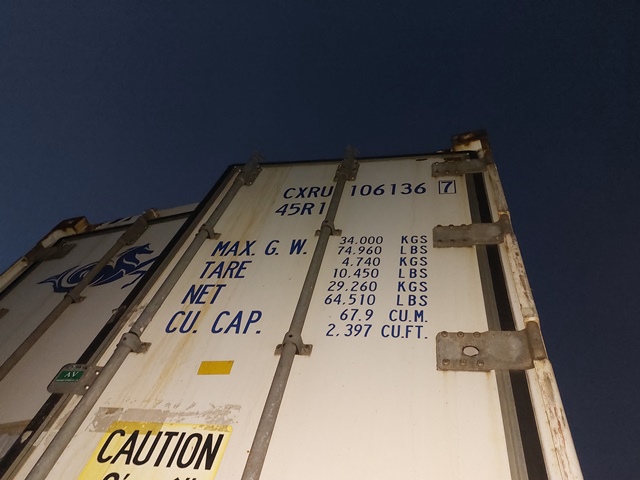 CXRU 106136 7
45R1
MAX. G. W. 34.000 KGS
74.960 LBS
TARE 4.740 KGS
10.450 LBS
NET 29.260 KGS
64.510 LBS
CU. CAP. 67.9 CU.M.
2,397 CU.FT.
CAUTION